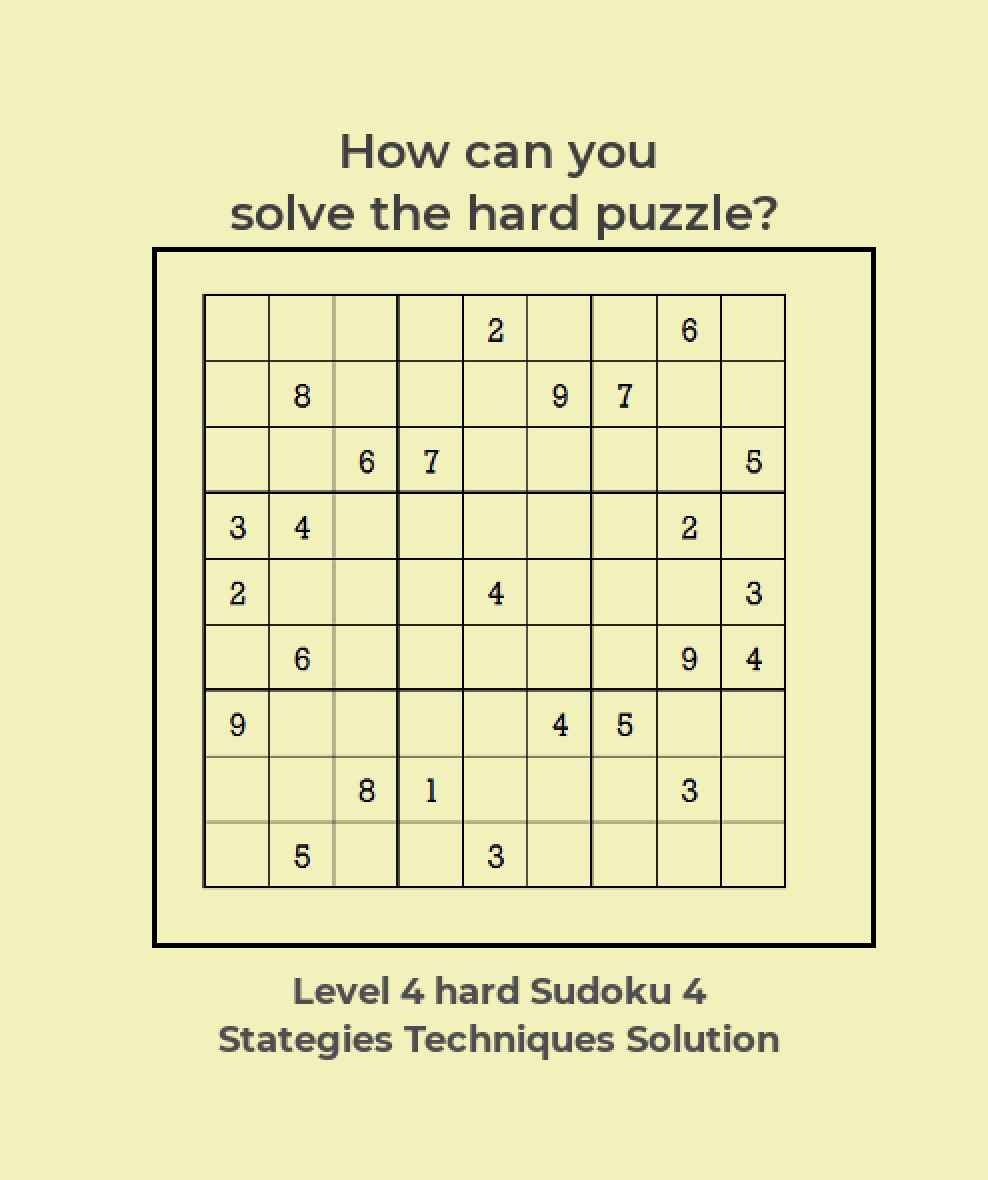 How can you
solve the hard puzzle?
2 6
8 9 7
6 7 5
3 4 2
2 4 3
6 9 4
9 4 5
8 1 3
5 3
Level 4 hard Sudoku 4
Stategies Techniques Solution